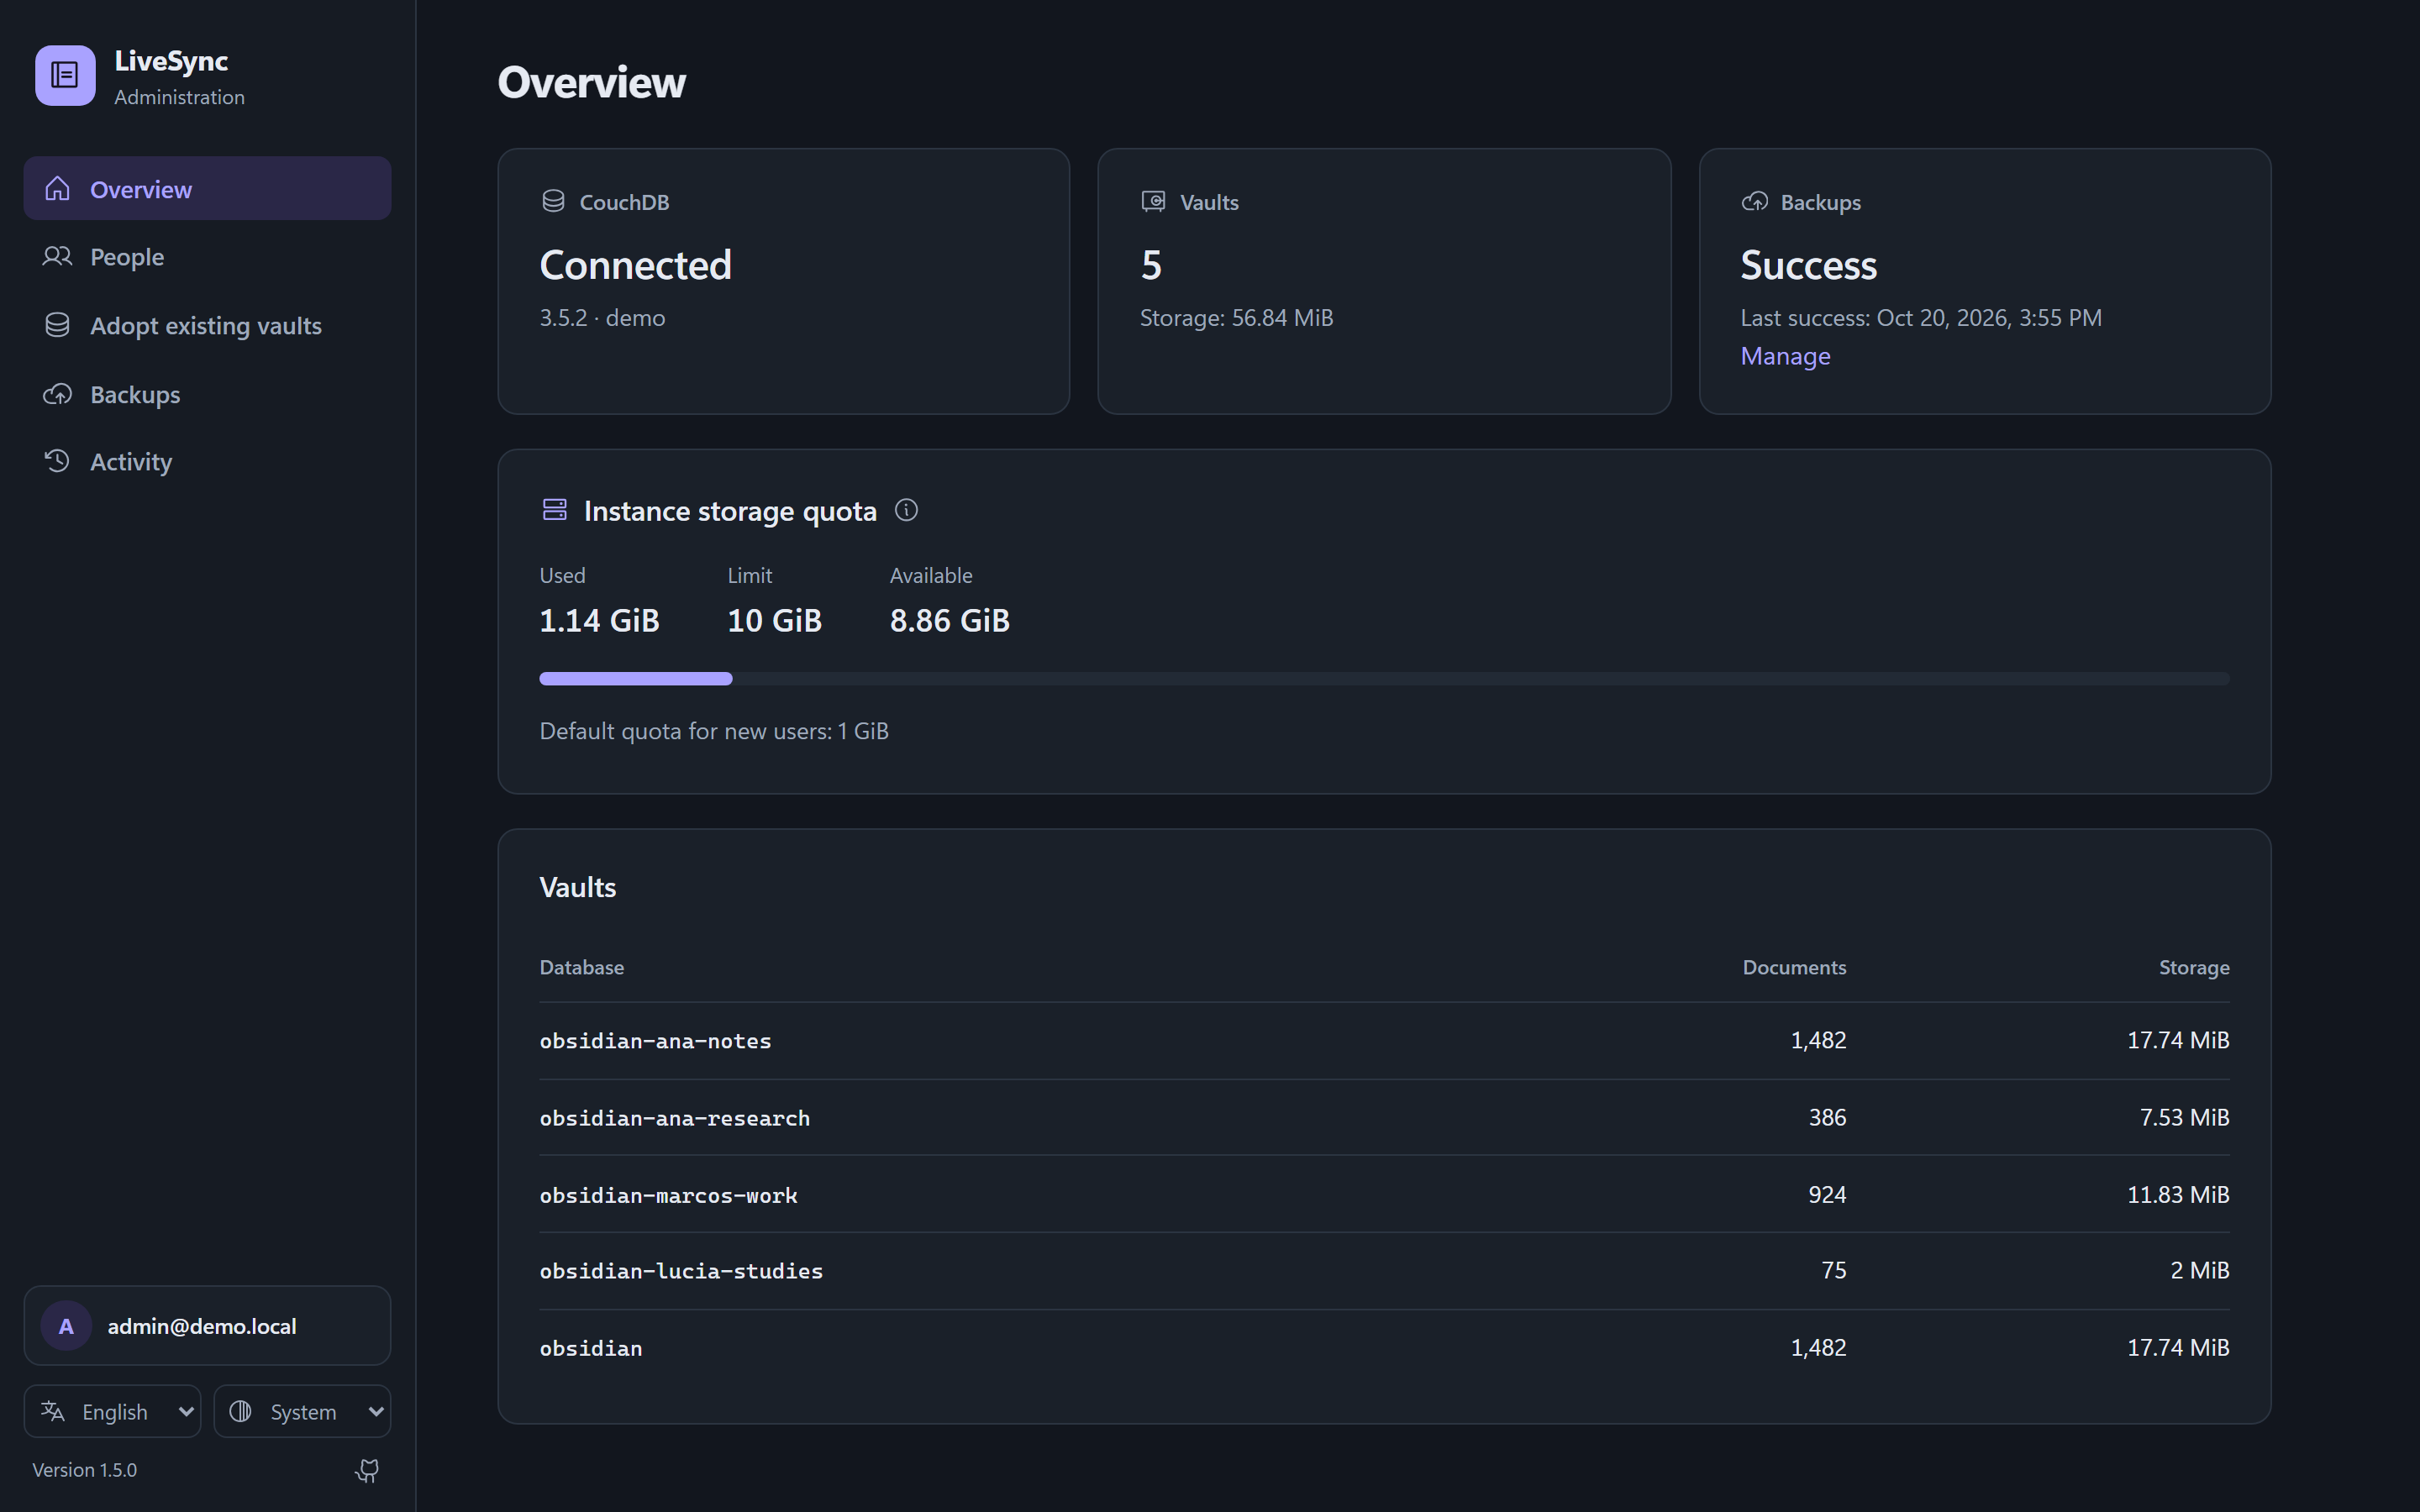 LiveSync
Administration
Overview
People
Adopt existing vaults
Backups
Activity
A admin@demo.local
English System
Version 1.5.0
Overview
CouchDB
Connected
3.5.2 · demo
Vaults
5
Storage: 56.84 MiB
Backups
Success
Last success: Oct 20, 2026, 3:55 PM
Manage
Instance storage quota
Used Limit Available
1.14 GiB 10 GiB 8.86 GiB
Default quota for new users: 1 GiB
Vaults
Database Documents Storage
obsidian-ana-notes 1,482 17.74 MiB
obsidian-ana-research 386 7.53 MiB
obsidian-marcos-work 924 11.83 MiB
obsidian-lucia-studies 75 2 MiB
obsidian 1,482 17.74 MiB